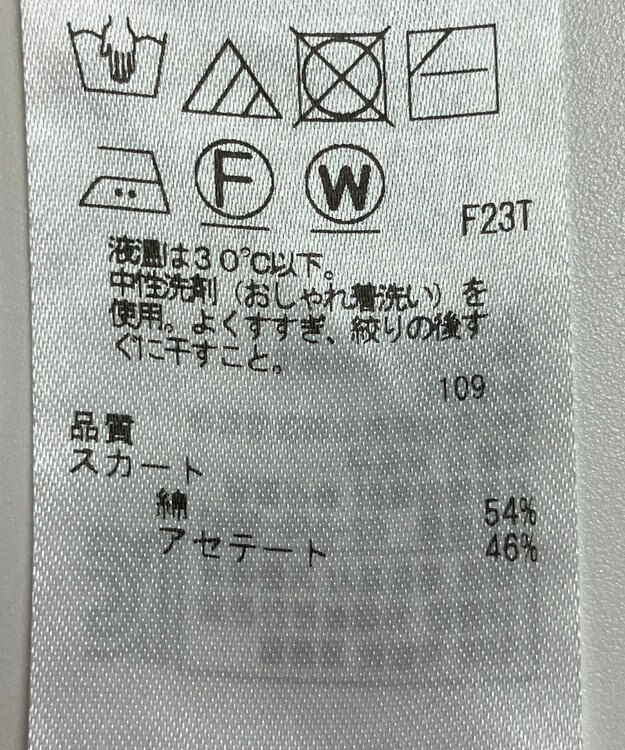 F
W
F23T
液温は30℃以下。
中性洗剤（おしゃれ着洗い）を
使用。よくすすぎ、絞りの後す
ぐに干すこと。
109
品質
スカート
綿 54%
アセテート 46%